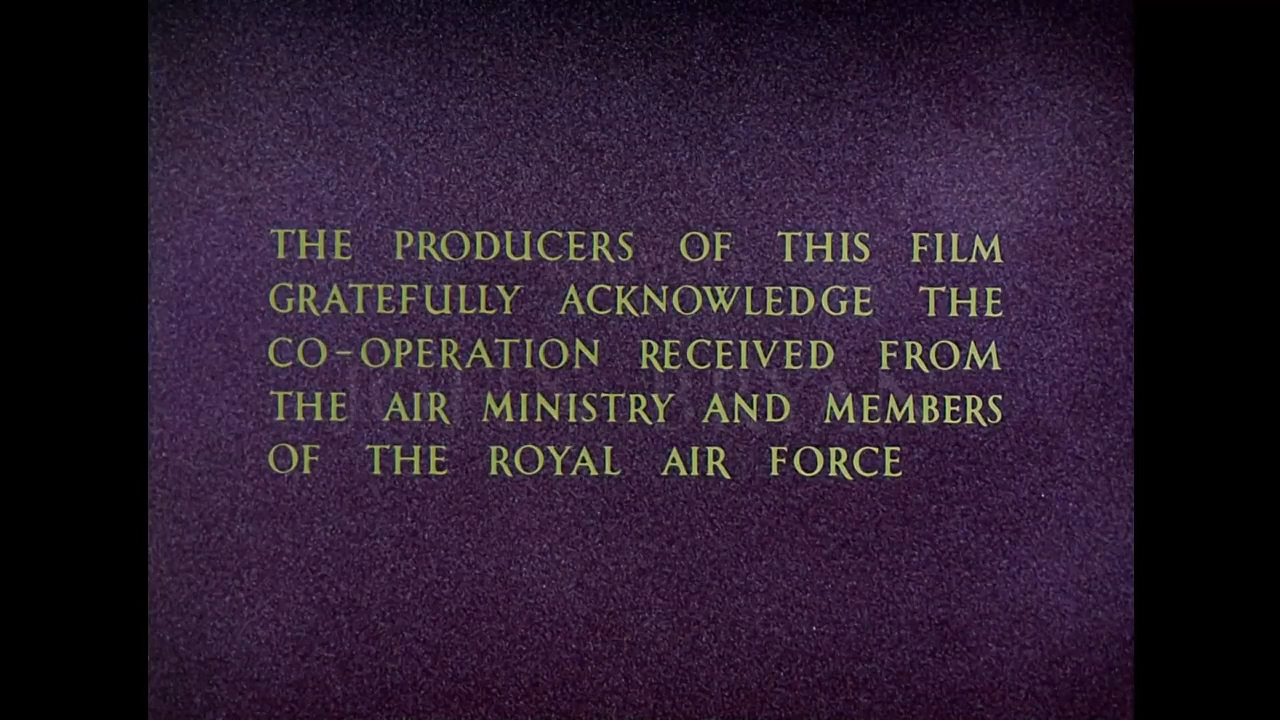 THE PRODUCERS OF THIS FILM
GRATEFULLY ACKNOWLEDGE THE
CO-OPERATION RECEIVED FROM
THE AIR MINISTRY AND MEMBERS
OF THE ROYAL AIR FORCE